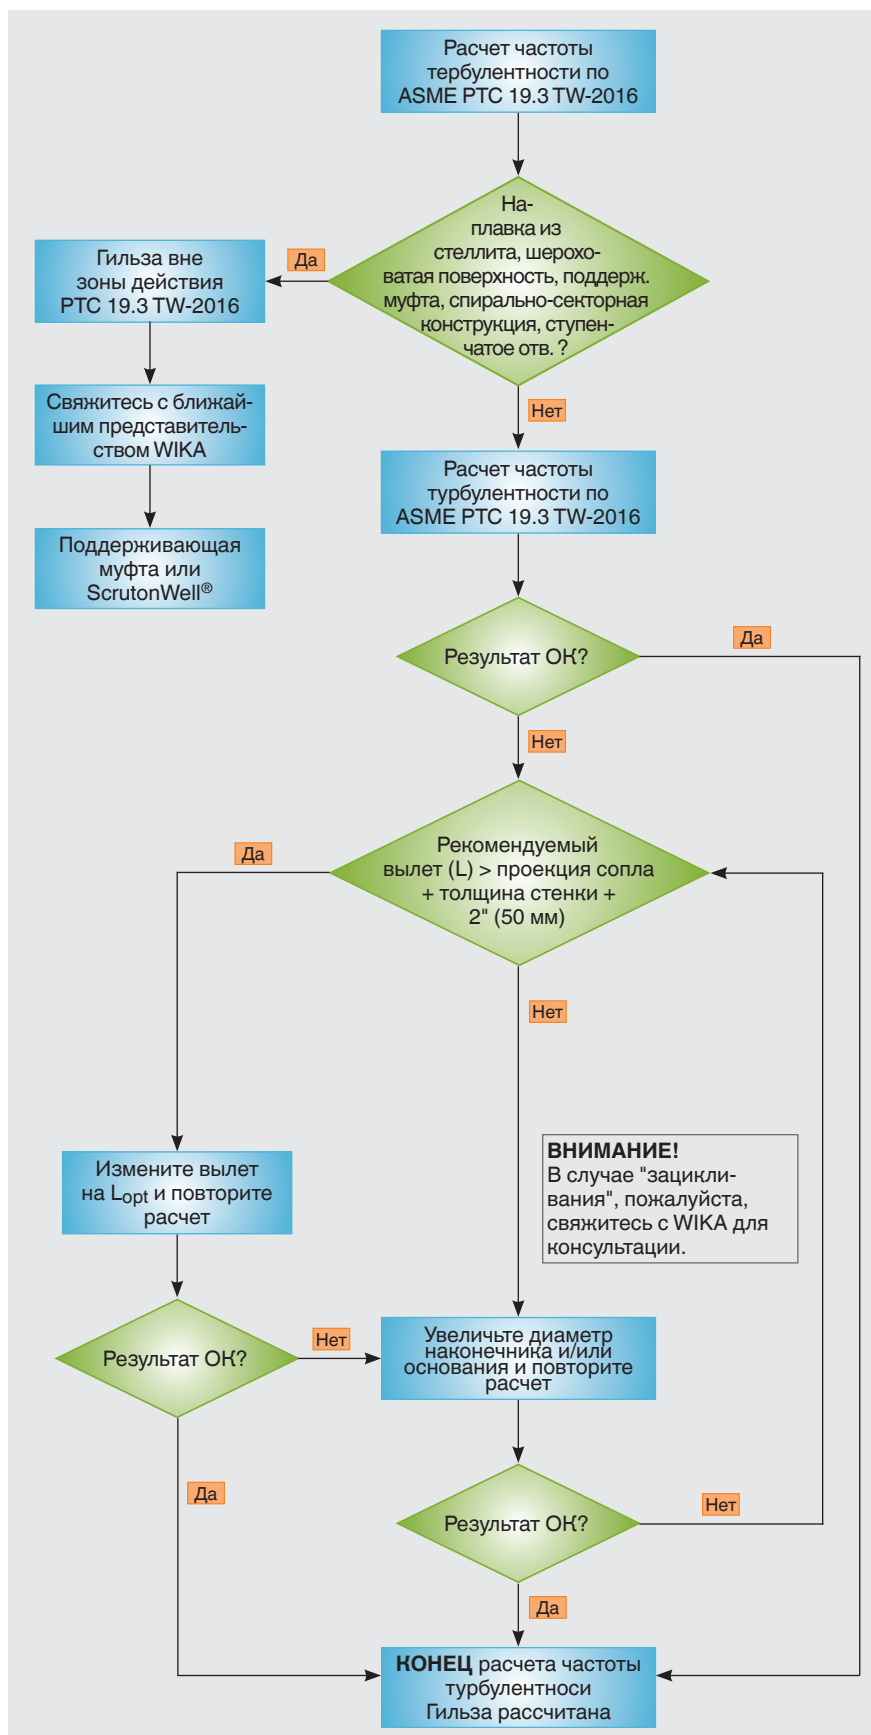 Расчет частоты
тербулентности по
ASME PTC 19.3 TW-2016
На-
плавка из
стеллита, шерохо-
ватая поверхность, поддерж.
муфта, спирально-секторная
конструкция, ступен-
чатое отв. ?
Да
Гильза вне
зоны действия
PTC 19.3 TW-2016
Свяжитесь с ближай-
шим представитель-
ством WIKA
Поддерживающая
муфта или
ScrutonWell®
Нет
Расчет частоты
турбулентности по
ASME PTC 19.3 TW-2016
Результат ОК?
Да
Нет
Рекомендуемый
вылет (L) > проекция сопла
+ толщина стенки +
2" (50 мм)
Да
Нет
Измените вылет
на Lopt и повторите
расчет
ВНИМАНИЕ!
В случае "зацикли-
вания", пожалуйста,
свяжитесь с WIKA для
консультации.
Результат ОК?
Нет
Увеличьте диаметр
наконечника и/или
основания и повторите
расчет
Да
Результат ОК?
Нет
Да
КОНЕЦ расчета частоты
турбулентноси
Гильза рассчитана